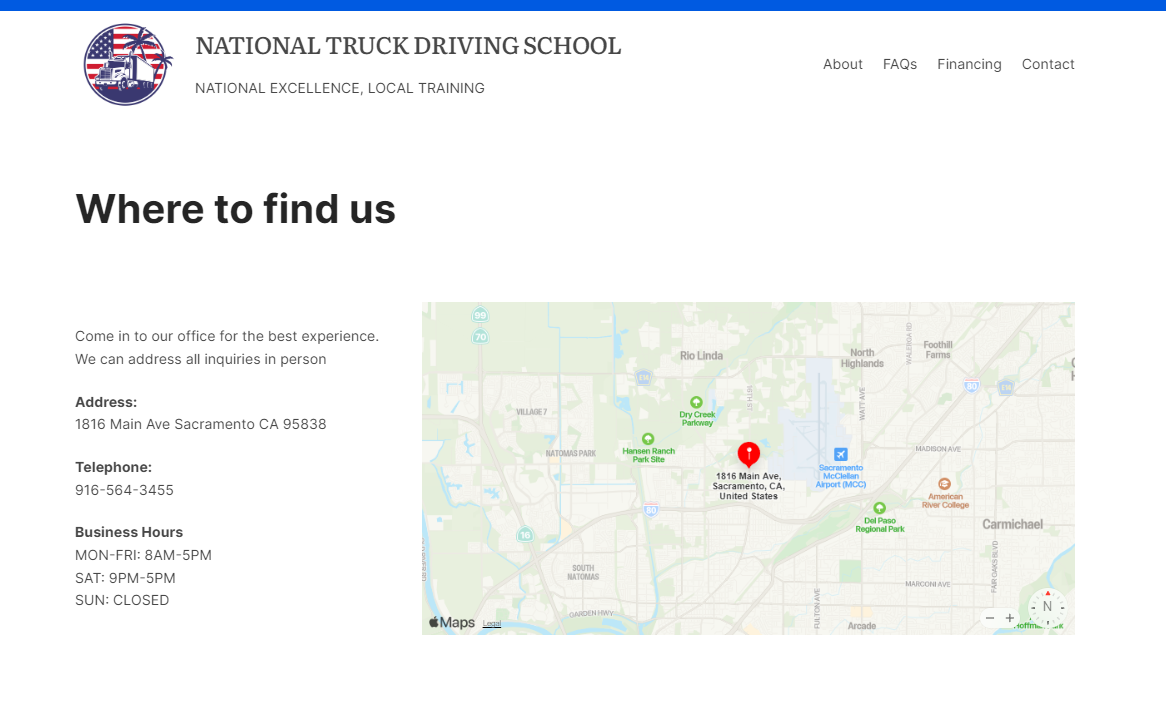 NATIONAL TRUCK DRIVING SCHOOL
NATIONAL EXCELLENCE, LOCAL TRAINING
About
FAQs
Financing
Contact
Where to find us
Come in to our office for the best experience.
We can address all inquiries in person
Address:
1816 Main Ave Sacramento CA 95838
Telephone:
916-564-3455
Business Hours
MON-FRI: 8AM-5PM
SAT: 9PM-5PM
SUN: CLOSED
99
70
Rio Linda
North
Highlands
WALERGA RD
Foothill
Farms
80
VILLAGE 7
Dry Creek
Parkway
WATT AVE
NATOMAS PARK
Hansen Ranch
Park Site
MADISON AVE
1816 Main Ave,
Sacramento, CA,
United States
Sacramento
McClellan
Airport (MCC)
American
River College
80
Del Paso
Regional Park
Carmichael
16
SOUTH
NATOMAS
FAIR OAKS BLVD
MARCONI AVE
FULTON AVE
GARDEN HWY
Arcade
N
Maps
Legal